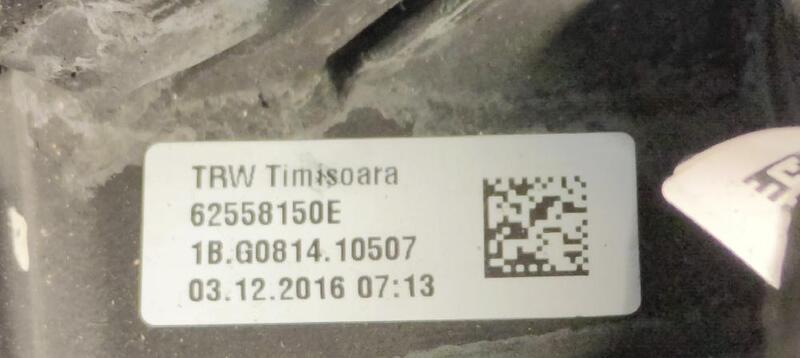 TRW Timisoara
62558150E
1B.G0814.10507
03.12.2016 07:13